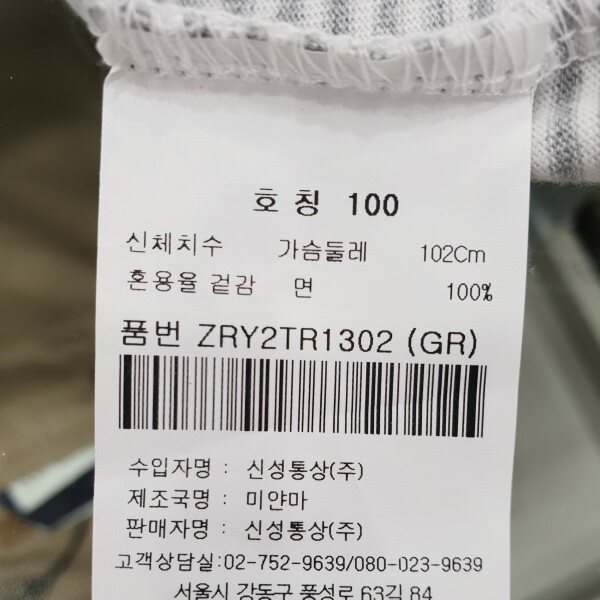 호 칭 100
신체치수 가슴둘레 102Cm
혼용율 겉감 면 100%
품번 ZRY2TR1302 (GR)
수입자명 : 신성통상(주)
제조국명 : 미얀마
판매자명 : 신성통상(주)
고객상담실:02-752-9639/080-023-9639
서울시 강동구 풍성로 63길 84